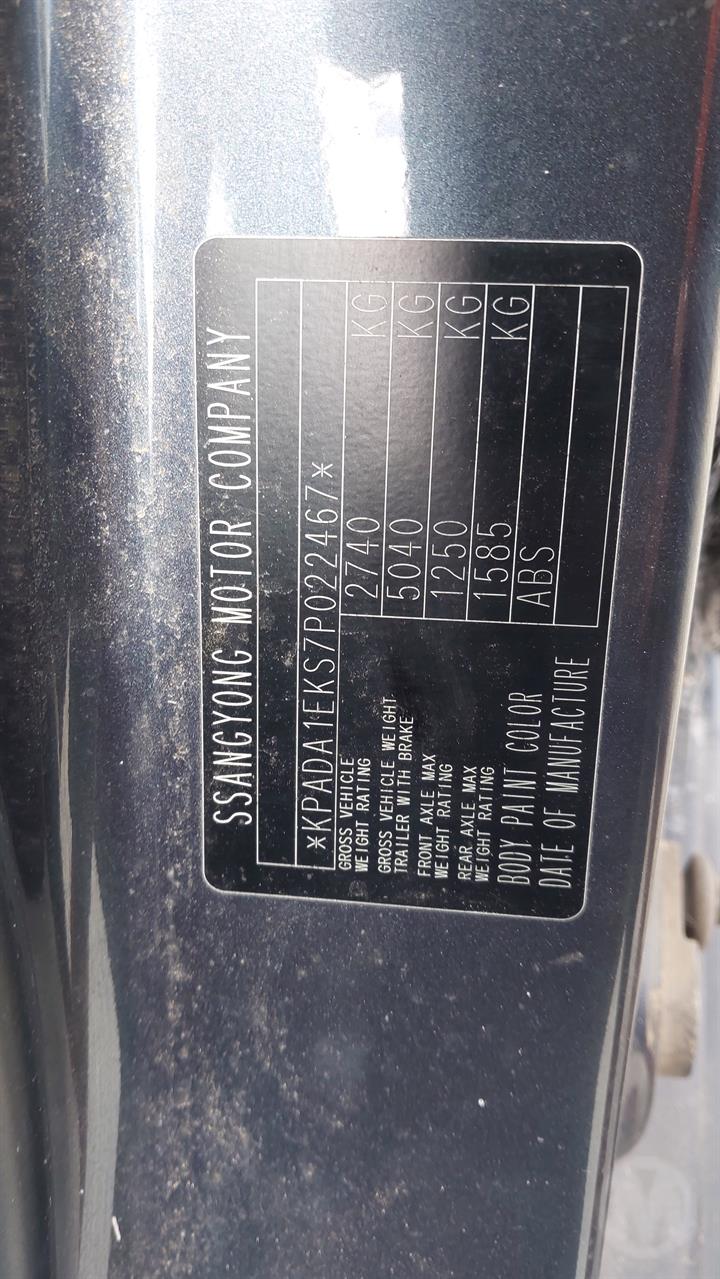 SSANGYONG MOTOR COMPANY
*KPADA1EKS7P022467*
GROSS VEHICLE
WEIGHT RATING 2740 KG
GROSS VEHICLE WEIGHT
TRAILER WITH BRAKE 5040 KG
FRONT AXLE MAX
WEIGHT RATING 1250 KG
REAR AXLE MAX
WEIGHT RATING 1585 KG
BODY PAINT COLOR ABS
DATE OF MANUFACTURE
M